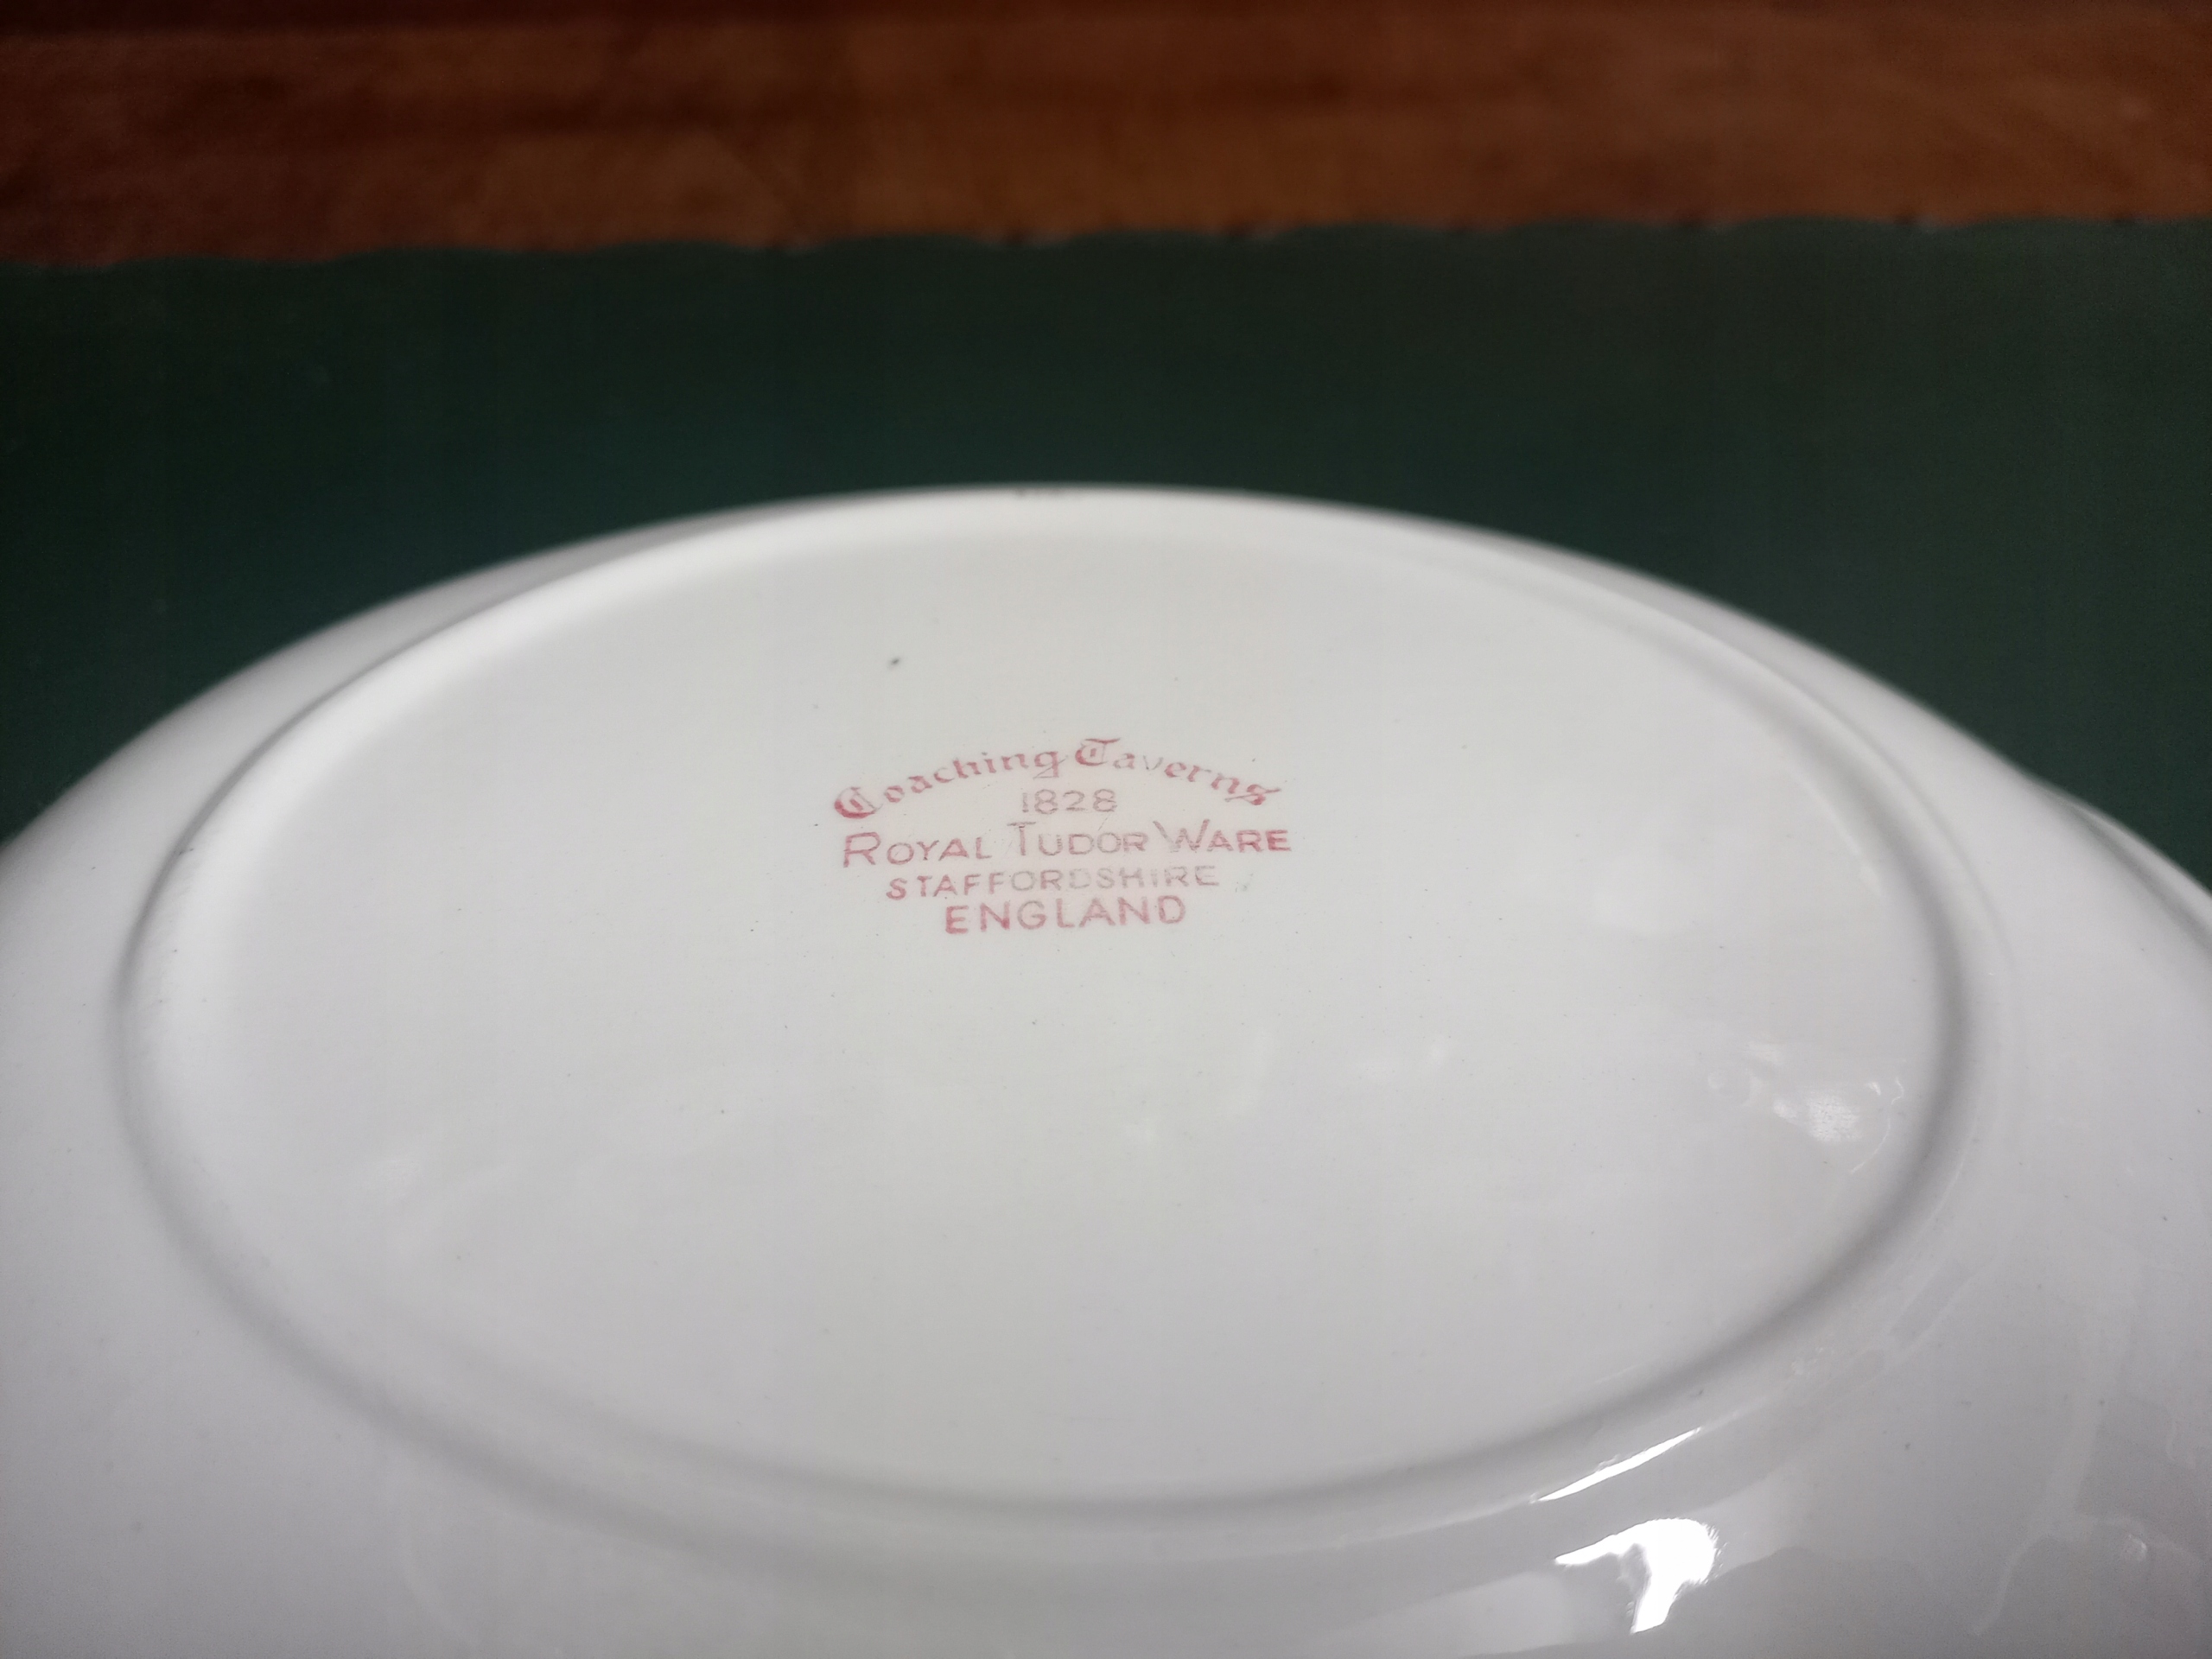 Coaching Taverns
1828
ROYAL TUDOR WARE
STAFFORDSHIRE
ENGLAND